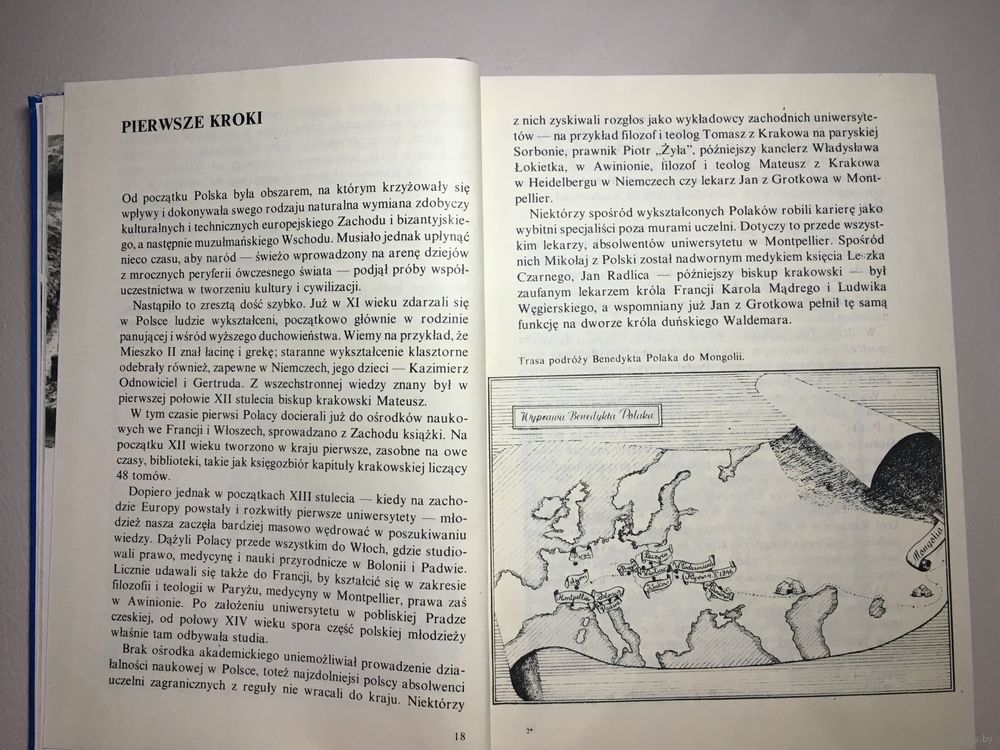 PIERWSZE KROKI
Od początku Polska była obszarem, na którym krzyżowały się
wpływy i dokonywała swego rodzaju naturalna wymiana zdobyczy
kulturalnych i technicznych europejskiego Zachodu i bizantyjskie-
go, a następnie muzułmańskiego Wschodu. Musiało jednak upłynąć
nieco czasu, aby naród — świeżo wprowadzony na arenę dziejów
z mrocznych peryferii ówczesnego świata — podjął próby współ-
uczestnictwa w tworzeniu kultury i cywilizacji.
Nastąpiło to zresztą dość szybko. Już w XI wieku zdarzali się
w Polsce ludzie wykształceni, początkowo głównie w rodzinie
panującej i wśród wyższego duchowieństwa. Wiemy na przykład, że
Mieszko II znał łacinę i grekę; staranne wykształcenie klasztorne
odebrały również, zapewne w Niemczech, jego dzieci — Kazimierz
Odnowiciel i Gertruda. Z wszechstronnej wiedzy znany był w
pierwszej połowie XII stulecia biskup krakowski Mateusz.
W tym czasie pierwsi Polacy docierali już do ośrodków nauko-
wych we Francji i Włoszech, sprowadzano z Zachodu książki. Na
początku XII wieku tworzono w kraju pierwsze, zasobne na owe
czasy, biblioteki, takie jak księgozbiór kapituły krakowskiej liczący
48 tomów.
Dopiero jednak w początkach XIII stulecia — kiedy na zacho-
dzie Europy powstały i rozkwitły pierwsze uniwersytety — mło-
dzież nasza zaczęła bardziej masowo wędrować w poszukiwaniu
wiedzy. Dążyli Polacy przede wszystkim do Włoch, gdzie studio-
wali prawo, medycynę i nauki przyrodnicze w Bolonii i Padwie.
Licznie udawali się także do Francji, by kształcić się w zakresie
filozofii i teologii w Paryżu, medycyny w Montpellier, prawa zaś
w Awinionie. Po założeniu uniwersytetu w pobliskiej Pradze
czeskiej, od połowy XIV wieku spora część polskiej młodzieży
właśnie tam odbywała studia.
Brak ośrodka akademickiego uniemożliwiał prowadzenie dzia-
łalności naukowej w Polsce, toteż najzdolniejsi polscy absolwenci
uczelni zagranicznych z reguły nie wracali do kraju. Niektórzy
18
z nich zyskiwali rozgłos jako wykładowcy zachodnich uniwersyte-
tów — na przykład filozof i teolog Tomasz z Krakowa na paryskiej
Sorbonie, prawnik Piotr „Żyła”, późniejszy kanclerz Władysława
Łokietka, w Awinionie, filozof i teolog Mateusz z Krakowa
w Heidelbergu w Niemczech czy lekarz Jan z Grotkowa w Mont-
pellier.
Niektórzy spośród wykształconych Polaków robili karierę jako
wybitni specjaliści poza murami uczelni. Dotyczy to przede wszyst-
kim lekarzy, absolwentów uniwersytetu w Montpellier. Spośród
nich Mikołaj z Polski został nadwornym medykiem księcia Leszka
Czarnego, Jan Radlica — późniejszy biskup krakowski — był
zaufanym lekarzem króla Francji Karola Mądrego i Ludwika
Węgierskiego, a wspomniany już Jan z Grotkowa pełnił tę samą
funkcję na dworze króla duńskiego Waldemara.
Trasa podróży Benedykta Polaka do Mongolii.
Wyprawa Benedykta Polaka
Mongolia
Montpellier
2*